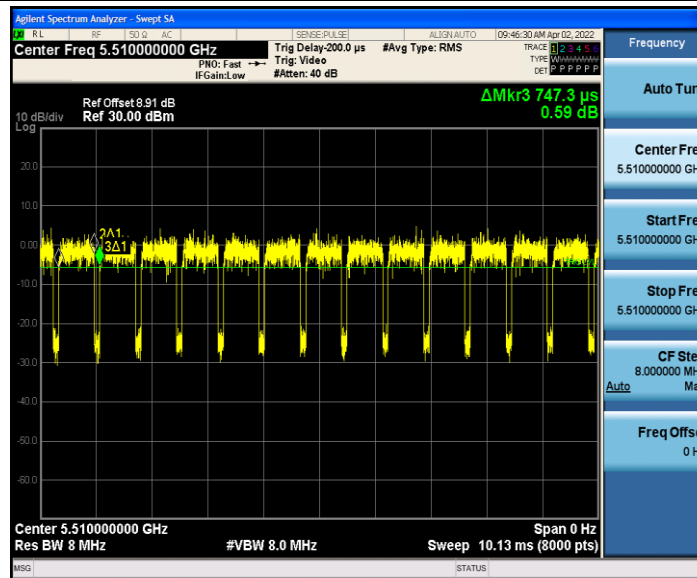 Agilent Spectrum Analyzer - Swept SA
LXI RL RF 50 Ω AC SENSE:PULSE ALIGN AUTO 09:46:30 AM Apr 02, 2022
Center Freq 5.510000000 GHz
PNO: Fast
IFGain:Low
Trig Delay-200.0 µs
Trig: Video
#Atten: 40 dB
#Avg Type: RMS
TRACE 1 2 3 4 5 6
TYPE W
DET P P P P P P
Ref Offset 8.91 dB
10 dB/div Ref 30.00 dBm
Log
ΔMkr3 747.3 µs
0.59 dB
20.0
10.0
0.00
-10.0
-20.0
-30.0
-40.0
-50.0
-60.0
3Δ1
Center 5.510000000 GHz Span 0 Hz
Res BW 8 MHz #VBW 8.0 MHz Sweep 10.13 ms (8000 pts)
MSG STATUS
Frequency
Auto Tun
Center Fre
5.510000000 GH
Start Fre
5.510000000 GH
Stop Fre
5.510000000 GH
CF Ste
8.000000 MH
Auto Ma
Freq Offs
0 H